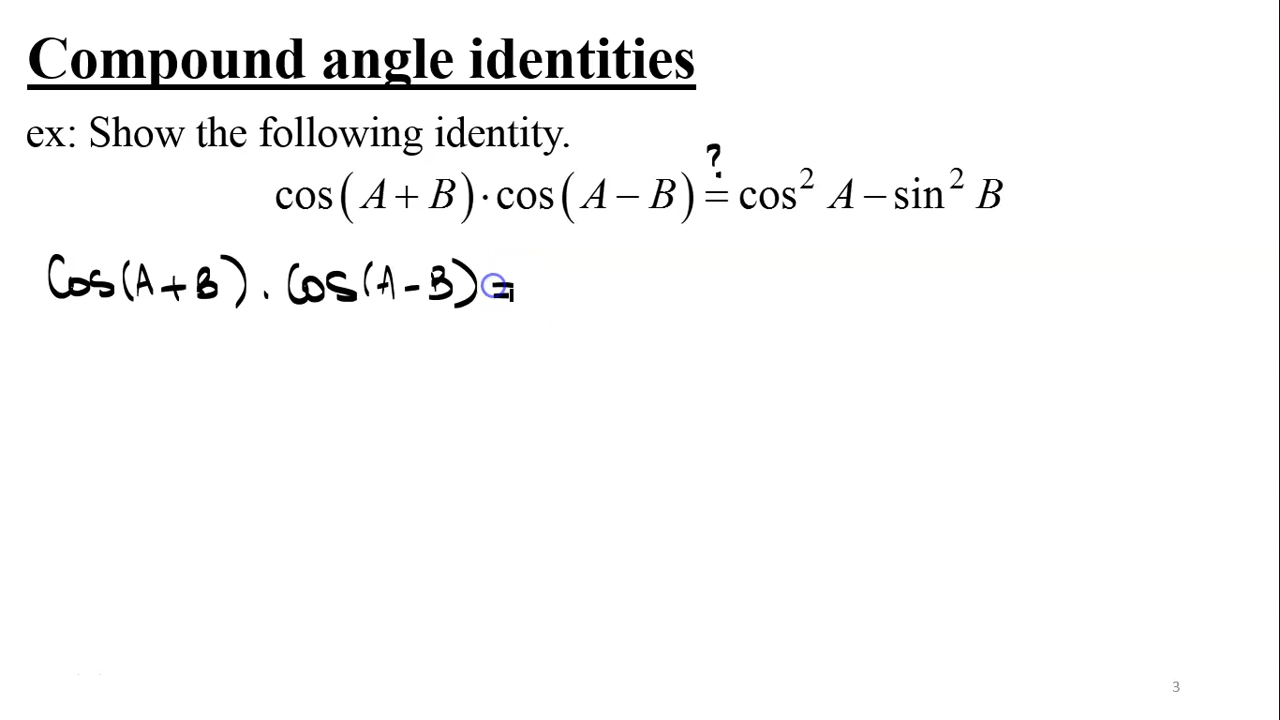 Compound angle identities
ex: Show the following identity.
?
cos(A + B)·cos(A − B) = cos² A − sin² B
Cos(A+B) . Cos(A-B) =
3